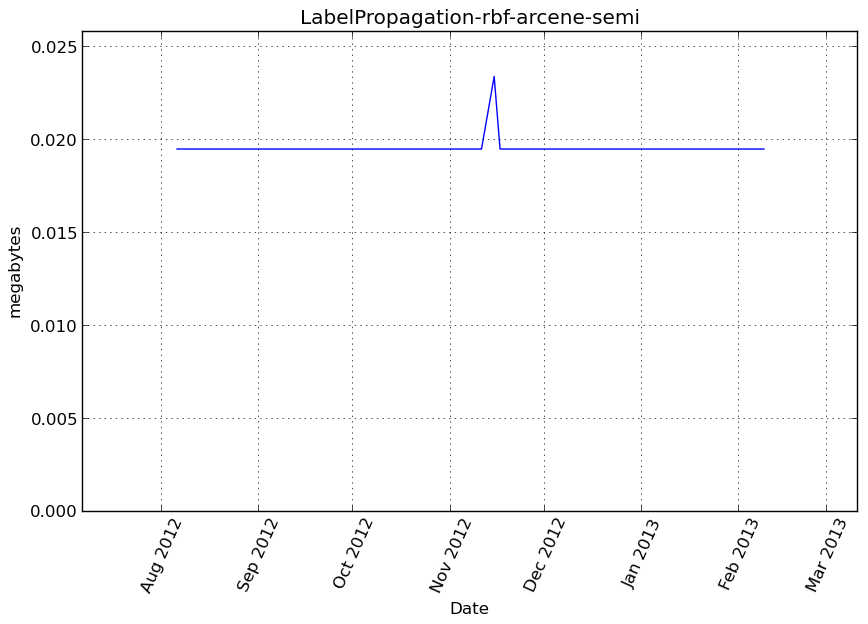 LabelPropagation-rbf-arcene-semi
0.025
0.020
0.015
0.010
0.005
0.000
megabytes
Aug 2012
Sep 2012
Oct 2012
Nov 2012
Dec 2012
Jan 2013
Feb 2013
Mar 2013
Date